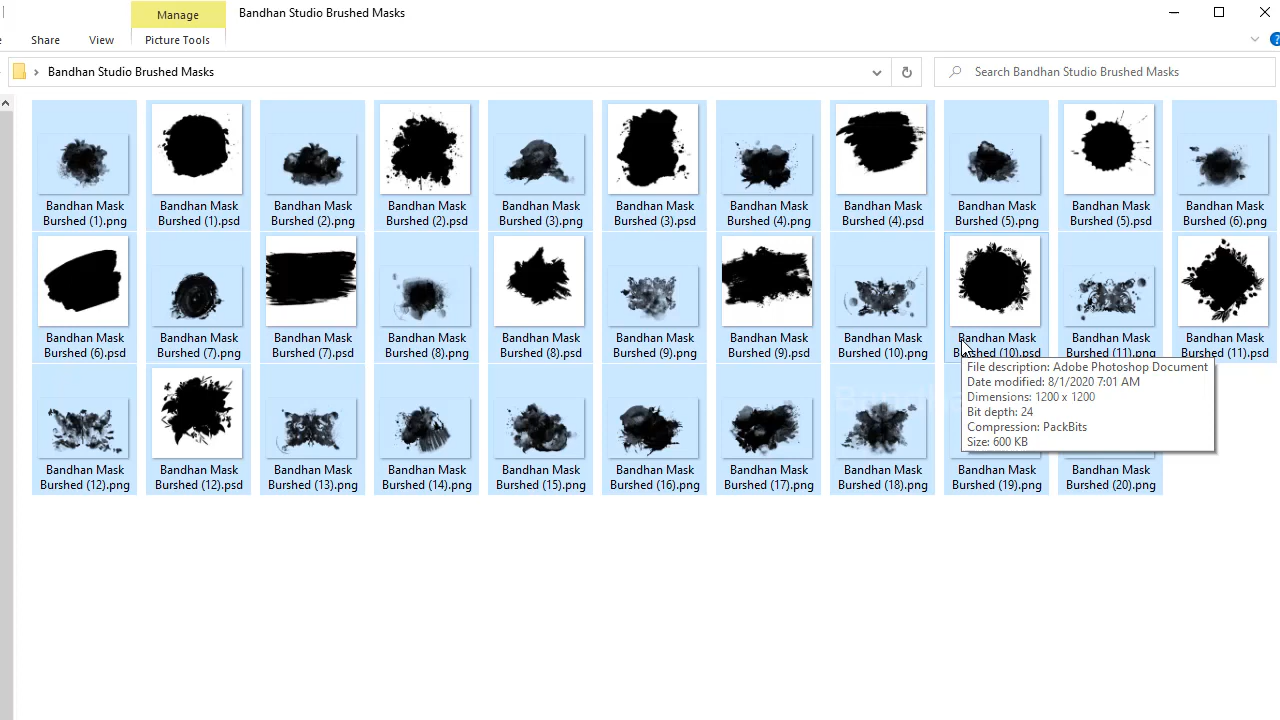 Manage
Bandhan Studio Brushed Masks
Share
View
Picture Tools
Bandhan Studio Brushed Masks
Search Bandhan Studio Brushed Masks
Bandhan Mask
Burshed (1).png
Bandhan Mask
Burshed (1).psd
Bandhan Mask
Burshed (2).png
Bandhan Mask
Burshed (2).psd
Bandhan Mask
Burshed (3).png
Bandhan Mask
Burshed (3).psd
Bandhan Mask
Burshed (4).png
Bandhan Mask
Burshed (4).psd
Bandhan Mask
Burshed (5).png
Bandhan Mask
Burshed (5).psd
Bandhan Mask
Burshed (6).png
Bandhan Mask
Burshed (6).psd
Bandhan Mask
Burshed (7).png
Bandhan Mask
Burshed (7).psd
Bandhan Mask
Burshed (8).png
Bandhan Mask
Burshed (8).psd
Bandhan Mask
Burshed (9).png
Bandhan Mask
Burshed (9).psd
Bandhan Mask
Burshed (10).png
Bandhan Mask
Burshed (10).psd
Bandhan Mask
Burshed (11).png
Bandhan Mask
Burshed (11).psd
File description: Adobe Photoshop Document
Date modified: 8/1/2020 7:01 AM
Dimensions: 1200 x 1200
Bit depth: 24
Compression: PackBits
Size: 600 KB
Bandhan Mask
Burshed (12).png
Bandhan Mask
Burshed (12).psd
Bandhan Mask
Burshed (13).png
Bandhan Mask
Burshed (14).png
Bandhan Mask
Burshed (15).png
Bandhan Mask
Burshed (16).png
Bandhan Mask
Burshed (17).png
Bandhan Mask
Burshed (18).png
Bandhan Mask
Burshed (19).png
Bandhan Mask
Burshed (20).png